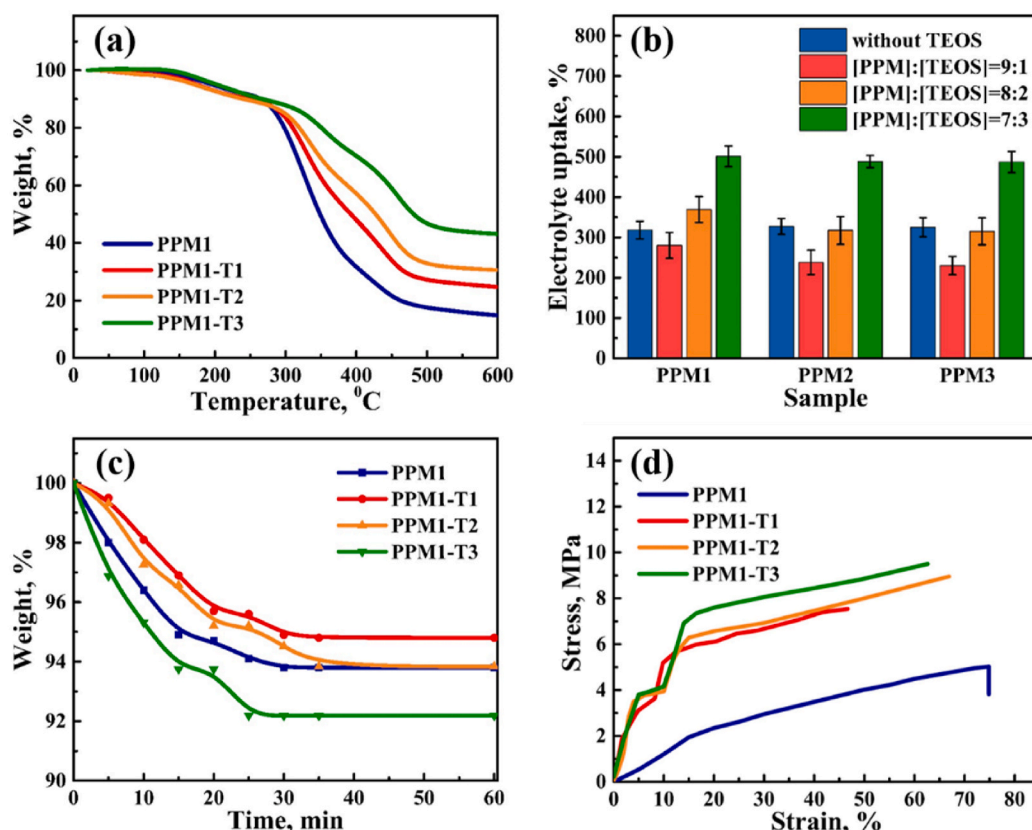 (a)
Weight, %
100
80
60
40
20
0
PPM1
PPM1-T1
PPM1-T2
PPM1-T3
0 100 200 300 400 500 600
Temperature, ⁰C
(b)
Electrolyte uptake, %
800
700
600
500
400
300
200
100
0
without TEOS
[PPM]:[TEOS]=9:1
[PPM]:[TEOS]=8:2
[PPM]:[TEOS]=7:3
PPM1 PPM2 PPM3
Sample
(c)
Weight, %
100
98
96
94
92
90
PPM1
PPM1-T1
PPM1-T2
PPM1-T3
0 10 20 30 40 50 60
Time, min
(d)
Stress, MPa
14
12
10
8
6
4
2
0
PPM1
PPM1-T1
PPM1-T2
PPM1-T3
0 10 20 30 40 50 60 70 80
Strain, %